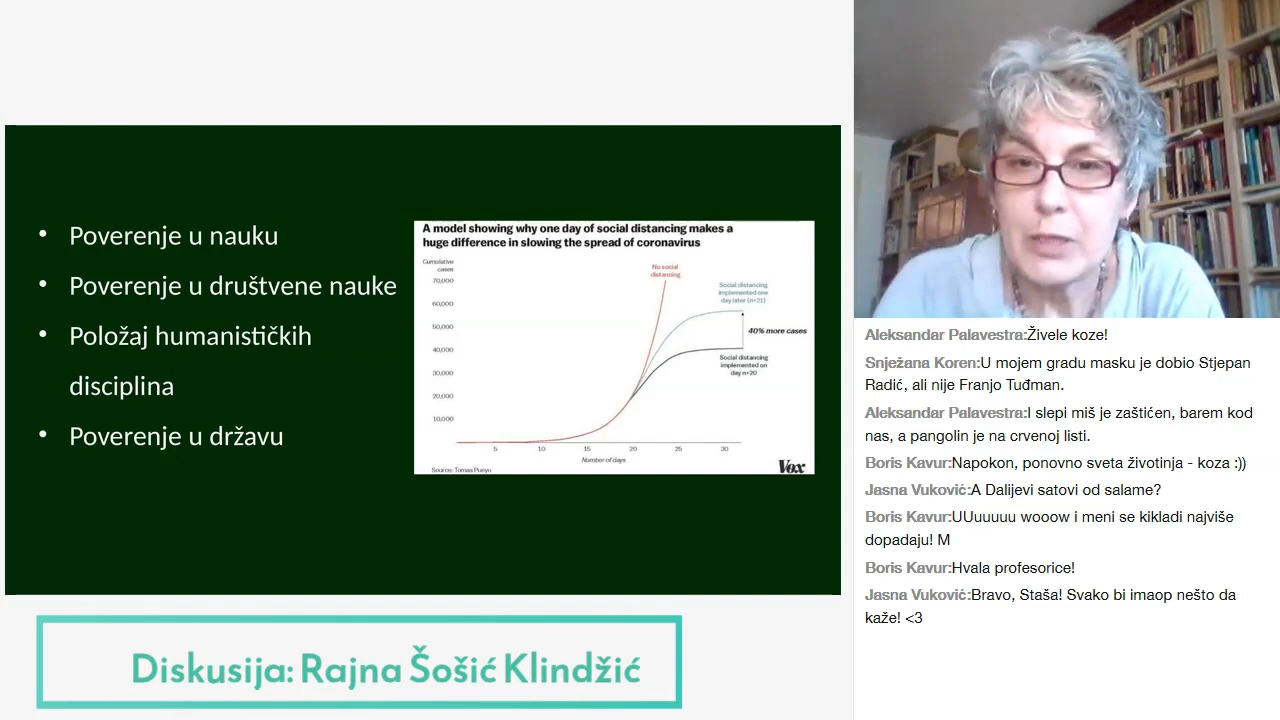 • Poverenje u nauku
• Poverenje u društvene nauke
• Položaj humanističkih
disciplina
• Poverenje u državu
A model showing why one day of social distancing makes a
huge difference in slowing the spread of coronavirus
Cumulative
cases
70,000
60,000
50,000
40,000
30,000
20,000
10,000
No social
distancing
Social distancing
implemented one
day later (n=21)
40% more cases
Social distancing
implemented on
day n=20
5 10 15 20 25 30
Number of days
Source: Tomas Pueyo
Vox
Diskusija: Rajna Šošić Klindžić
Aleksandar Palavestra:Živele koze!
Snježana Koren:U mojem gradu masku je dobio Stjepan
Radić, ali nije Franjo Tuđman.
Aleksandar Palavestra:I slepi miš je zaštićen, barem kod
nas, a pangolin je na crvenoj listi.
Boris Kavur:Napokon, ponovno sveta životinja - koza :))
Jasna Vuković:A Dalijevi satovi od salame?
Boris Kavur:UUuuuuu wooow i meni se kikladi najviše
dopadaju! M
Boris Kavur:Hvala profesorice!
Jasna Vuković:Bravo, Staša! Svako bi imaop nešto da
kaže! <3